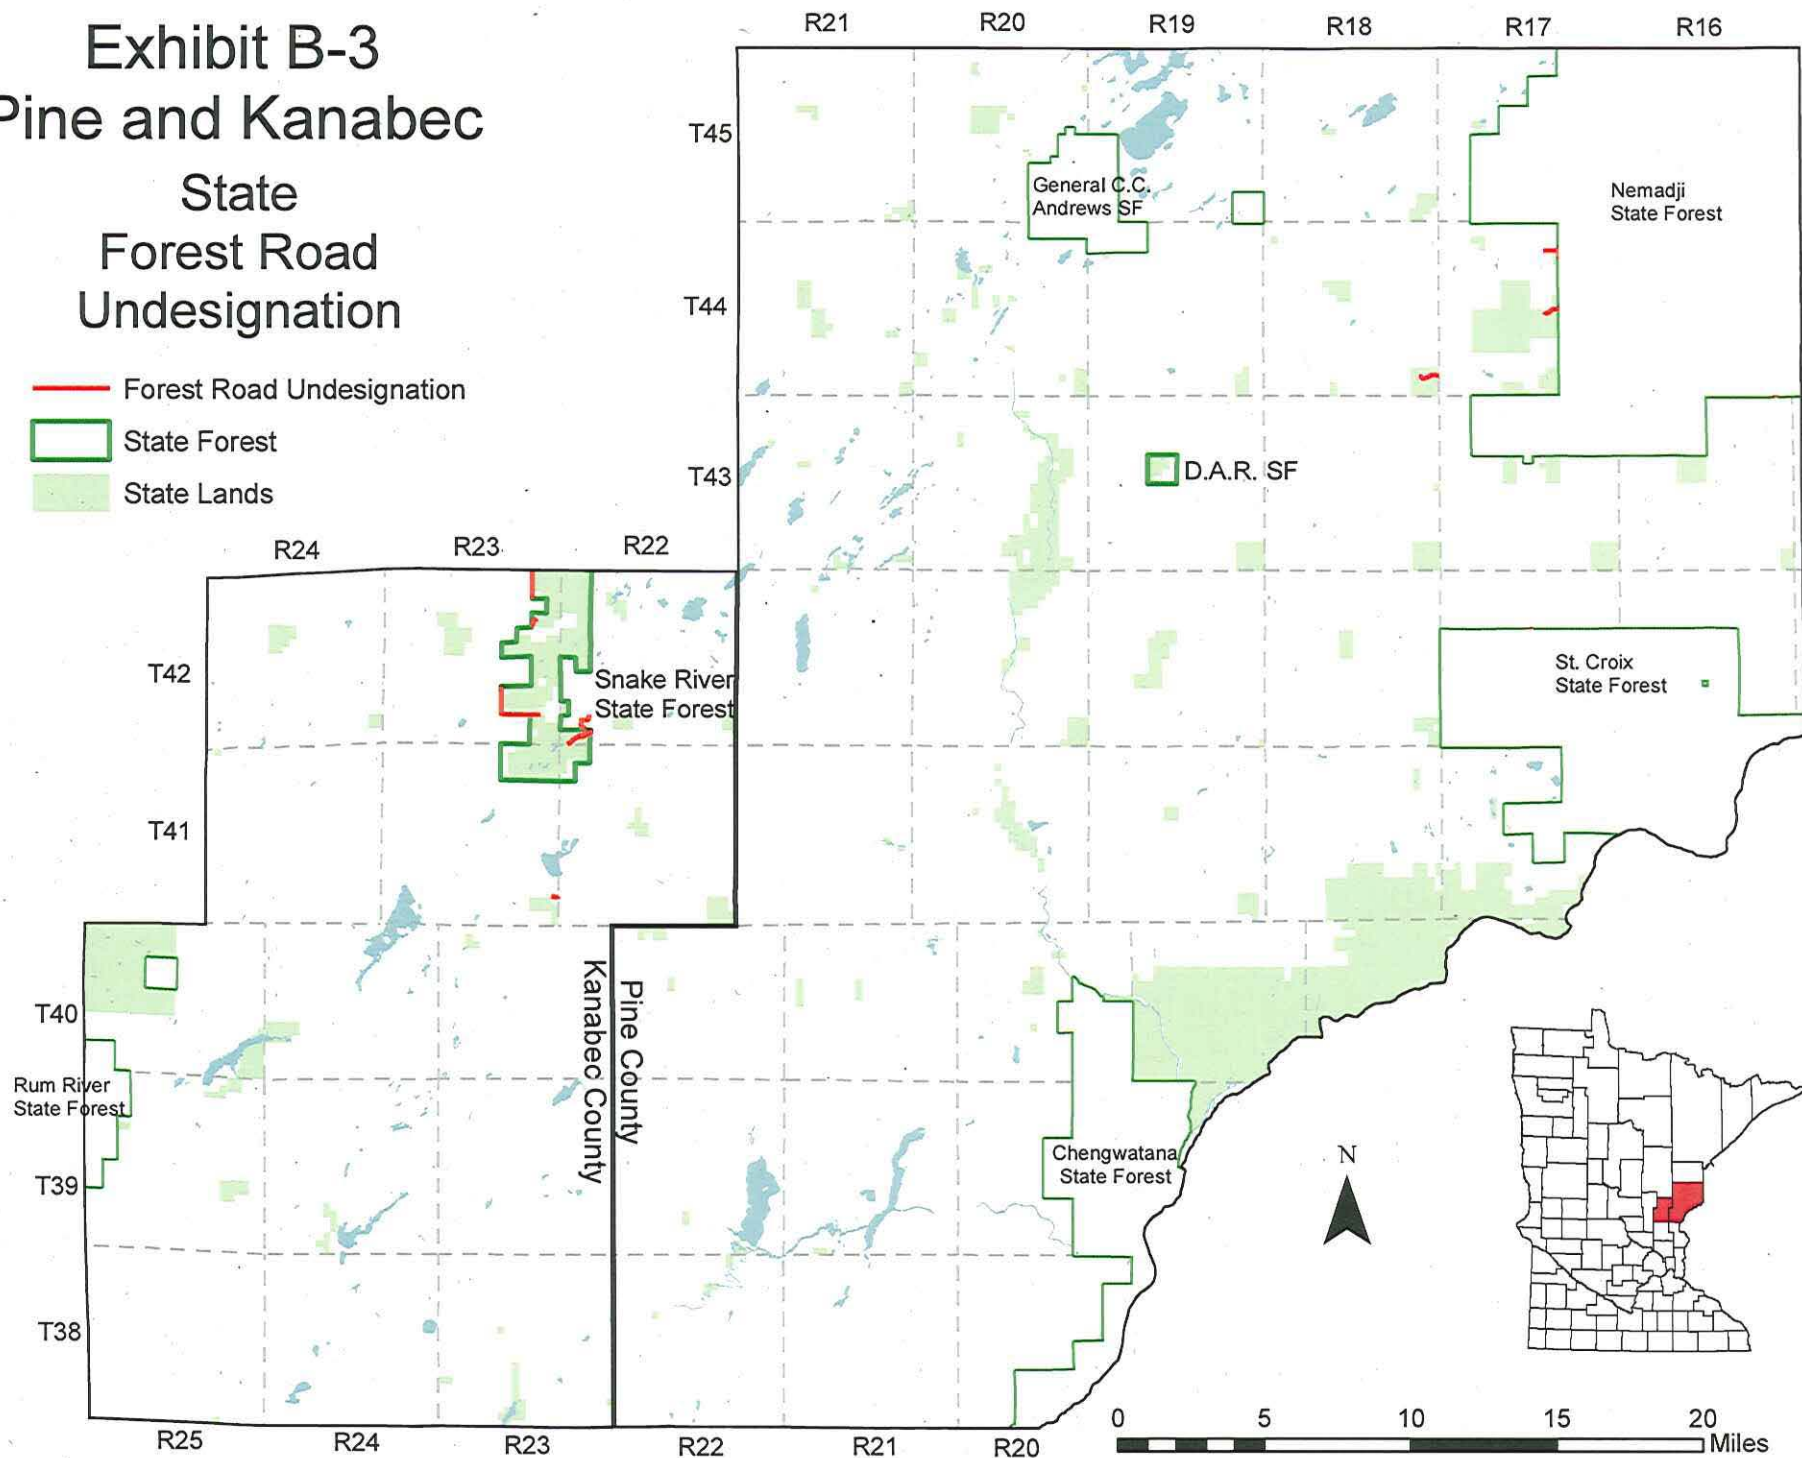 Exhibit B-3
Pine and Kanabec
State
Forest Road
Undesignation
Forest Road Undesignation
State Forest
State Lands
R21 R20 R19 R18 R17 R16
T45
T44
T43
General C.C.
Andrews SF
Nemadji
State Forest
D.A.R. SF
R24 R23 R22
T42
T41
Snake River
State Forest
St. Croix
State Forest
T40
T39
T38
Rum River
State Forest
Kanabec County
Pine County
Chengwatana
State Forest
N
R25 R24 R23 R22 R21 R20
0 5 10 15 20
Miles